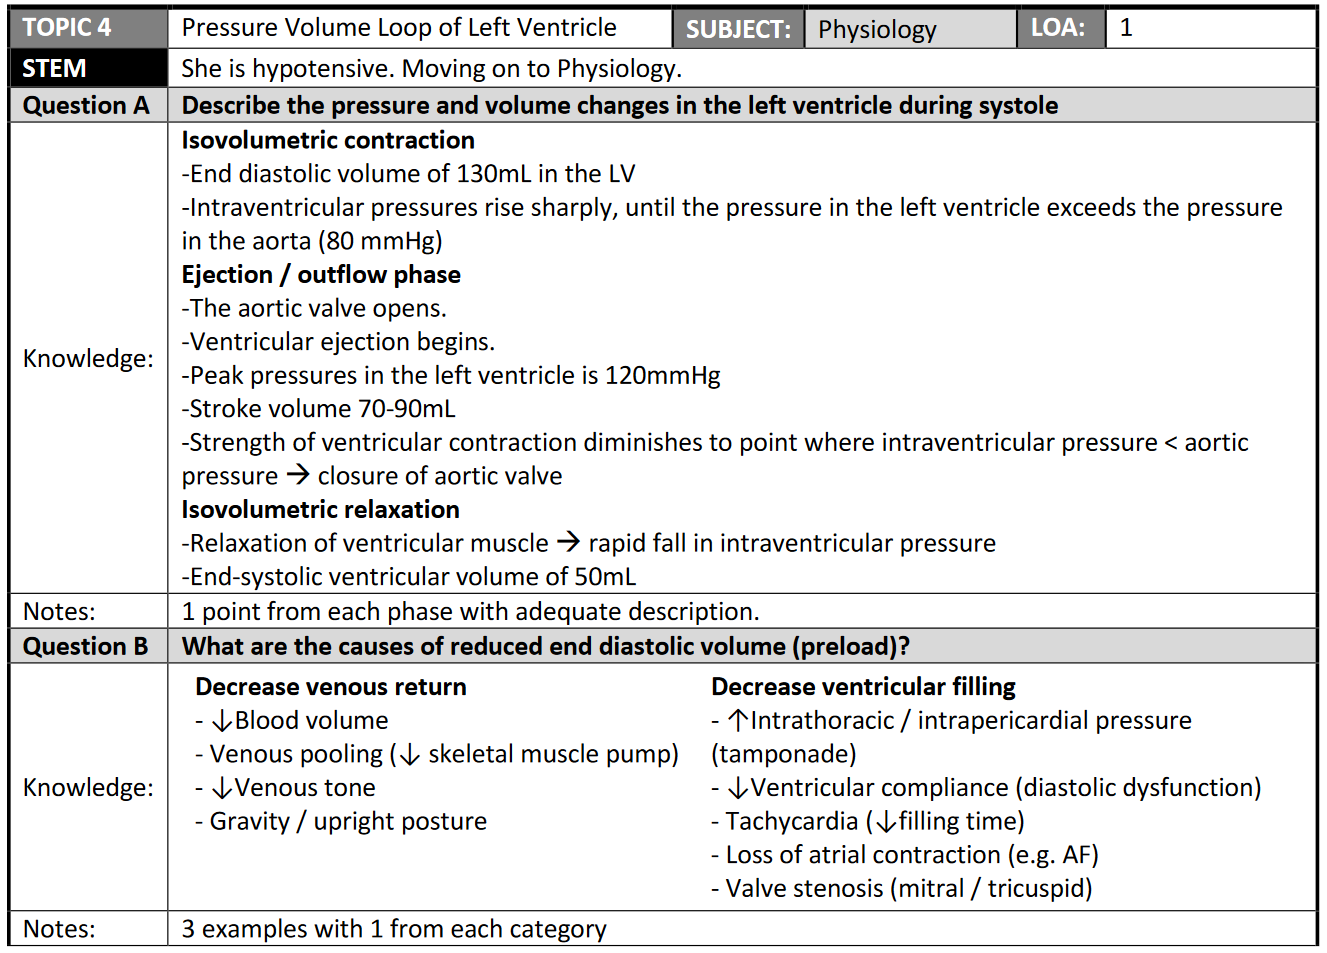 TOPIC 4 Pressure Volume Loop of Left Ventricle SUBJECT: Physiology LOA: 1
STEM She is hypotensive. Moving on to Physiology.
Question A Describe the pressure and volume changes in the left ventricle during systole
Knowledge:
Isovolumetric contraction
-End diastolic volume of 130mL in the LV
-Intraventricular pressures rise sharply, until the pressure in the left ventricle exceeds the pressure
in the aorta (80 mmHg)
Ejection / outflow phase
-The aortic valve opens.
-Ventricular ejection begins.
-Peak pressures in the left ventricle is 120mmHg
-Stroke volume 70-90mL
-Strength of ventricular contraction diminishes to point where intraventricular pressure < aortic
pressure → closure of aortic valve
Isovolumetric relaxation
-Relaxation of ventricular muscle → rapid fall in intraventricular pressure
-End-systolic ventricular volume of 50mL
Notes: 1 point from each phase with adequate description.
Question B What are the causes of reduced end diastolic volume (preload)?
Knowledge:
Decrease venous return
- ↓Blood volume
- Venous pooling (↓ skeletal muscle pump)
- ↓Venous tone
- Gravity / upright posture
Decrease ventricular filling
- ↑Intrathoracic / intrapericardial pressure
(tamponade)
- ↓Ventricular compliance (diastolic dysfunction)
- Tachycardia (↓filling time)
- Loss of atrial contraction (e.g. AF)
- Valve stenosis (mitral / tricuspid)
Notes: 3 examples with 1 from each category